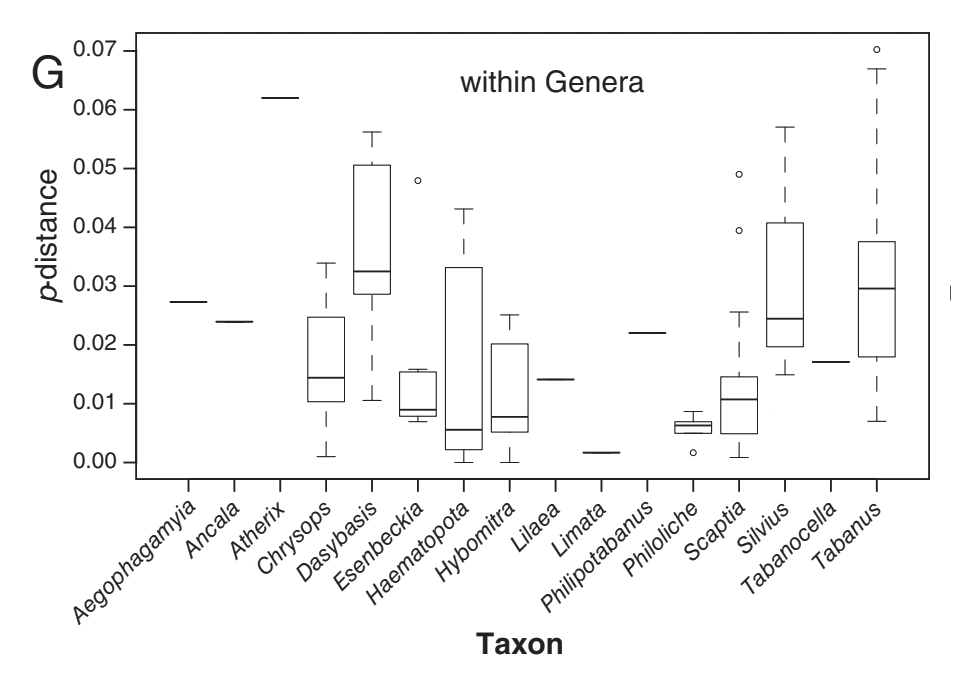 G
within Genera
p-distance
0.07
0.06
0.05
0.04
0.03
0.02
0.01
0.00
Aegophagamyia
Ancala
Atherix
Chrysops
Dasybasis
Esenbeckia
Haematopota
Hybomitra
Lilaea
Limata
Philipotabanus
Philoliche
Scaptia
Silvius
Tabanocella
Tabanus
Taxon